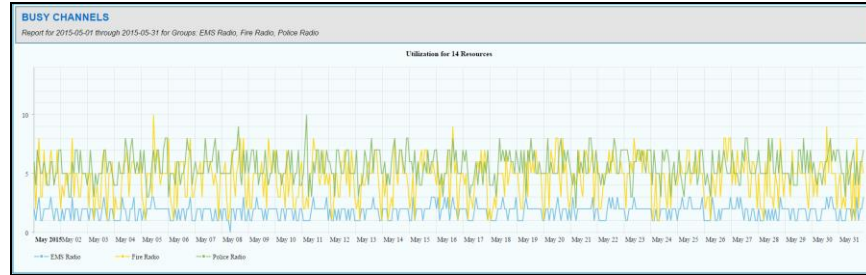 BUSY CHANNELS
Report for 2015-05-01 through 2015-05-31 for Groups: EMS Radio, Fire Radio, Police Radio
Utilization for 14 Resources
10
5
0
May 2015 May 02 May 03 May 04 May 05 May 06 May 07 May 08 May 09 May 10 May 11 May 12 May 13 May 14 May 15 May 16 May 17 May 18 May 19 May 20 May 21 May 22 May 23 May 24 May 25 May 26 May 27 May 28 May 29 May 30 May 31
EMS Radio Fire Radio Police Radio